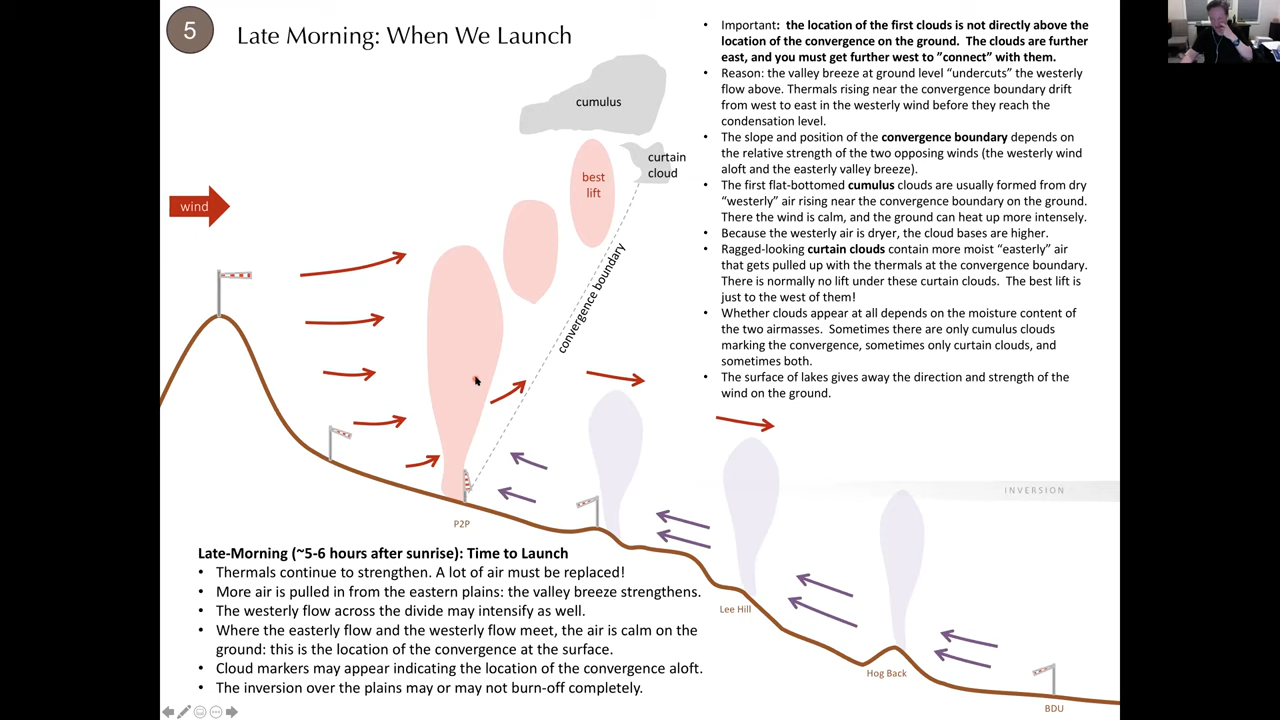 5
Late Morning: When We Launch
• Important: the location of the first clouds is not directly above the
location of the convergence on the ground. The clouds are further
east, and you must get further west to ”connect” with them.
• Reason: the valley breeze at ground level “undercuts” the westerly
flow above. Thermals rising near the convergence boundary drift
from west to east in the westerly wind before they reach the
condensation level.
• The slope and position of the convergence boundary depends on
the relative strength of the two opposing winds (the westerly wind
aloft and the easterly valley breeze).
• The first flat-bottomed cumulus clouds are usually formed from dry
“westerly” air rising near the convergence boundary on the ground.
There the wind is calm, and the ground can heat up more intensely.
• Because the westerly air is dryer, the cloud bases are higher.
• Ragged-looking curtain clouds contain more moist “easterly” air
that gets pulled up with the thermals at the convergence boundary.
There is normally no lift under these curtain clouds. The best lift is
just to the west of them!
• Whether clouds appear at all depends on the moisture content of
the two airmasses. Sometimes there are only cumulus clouds
marking the convergence, sometimes only curtain clouds, and
sometimes both.
• The surface of lakes gives away the direction and strength of the
wind on the ground.
cumulus
curtain
cloud
best
lift
wind
convergence boundary
INVERSION
P2P
Lee Hill
Hog Back
BDU
Late-Morning (~5-6 hours after sunrise): Time to Launch
• Thermals continue to strengthen. A lot of air must be replaced!
• More air is pulled in from the eastern plains: the valley breeze strengthens.
• The westerly flow across the divide may intensify as well.
• Where the easterly flow and the westerly flow meet, the air is calm on the
ground: this is the location of the convergence at the surface.
• Cloud markers may appear indicating the location of the convergence aloft.
• The inversion over the plains may or may not burn-off completely.